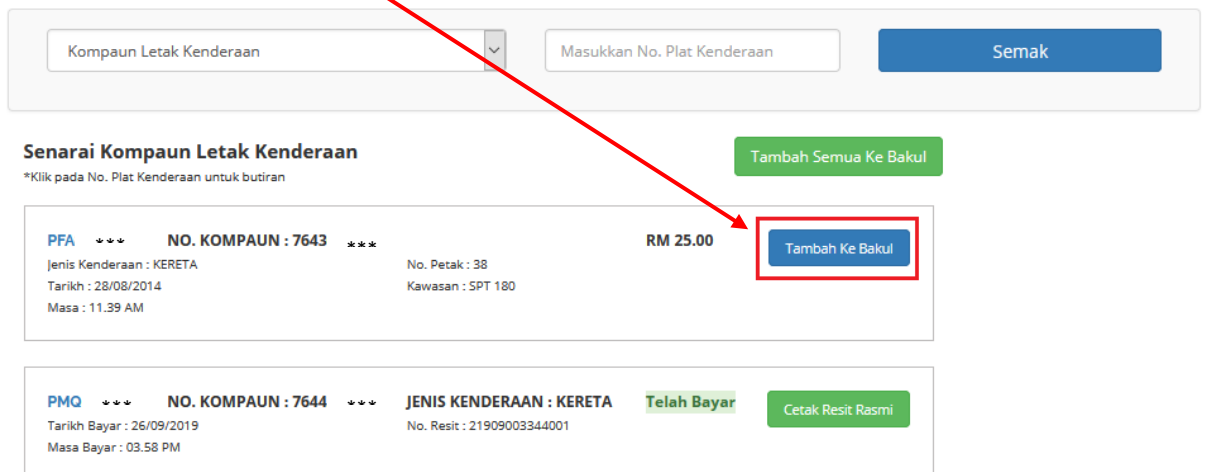 Kompaun Letak Kenderaan
Masukkan No. Plat Kenderaan
Semak
Senarai Kompaun Letak Kenderaan
Tambah Semua Ke Bakul
*Klik pada No. Plat Kenderaan untuk butiran
PFA *** NO. KOMPAUN : 7643 *** RM 25.00 Tambah Ke Bakul
Jenis Kenderaan : KERETA No. Petak : 38
Tarikh : 28/08/2014 Kawasan : SPT 180
Masa : 11.39 AM
PMQ *** NO. KOMPAUN : 7644 *** JENIS KENDERAAN : KERETA Telah Bayar Cetak Resit Rasmi
Tarikh Bayar : 26/09/2019 No. Resit : 21909003344001
Masa Bayar : 03.58 PM